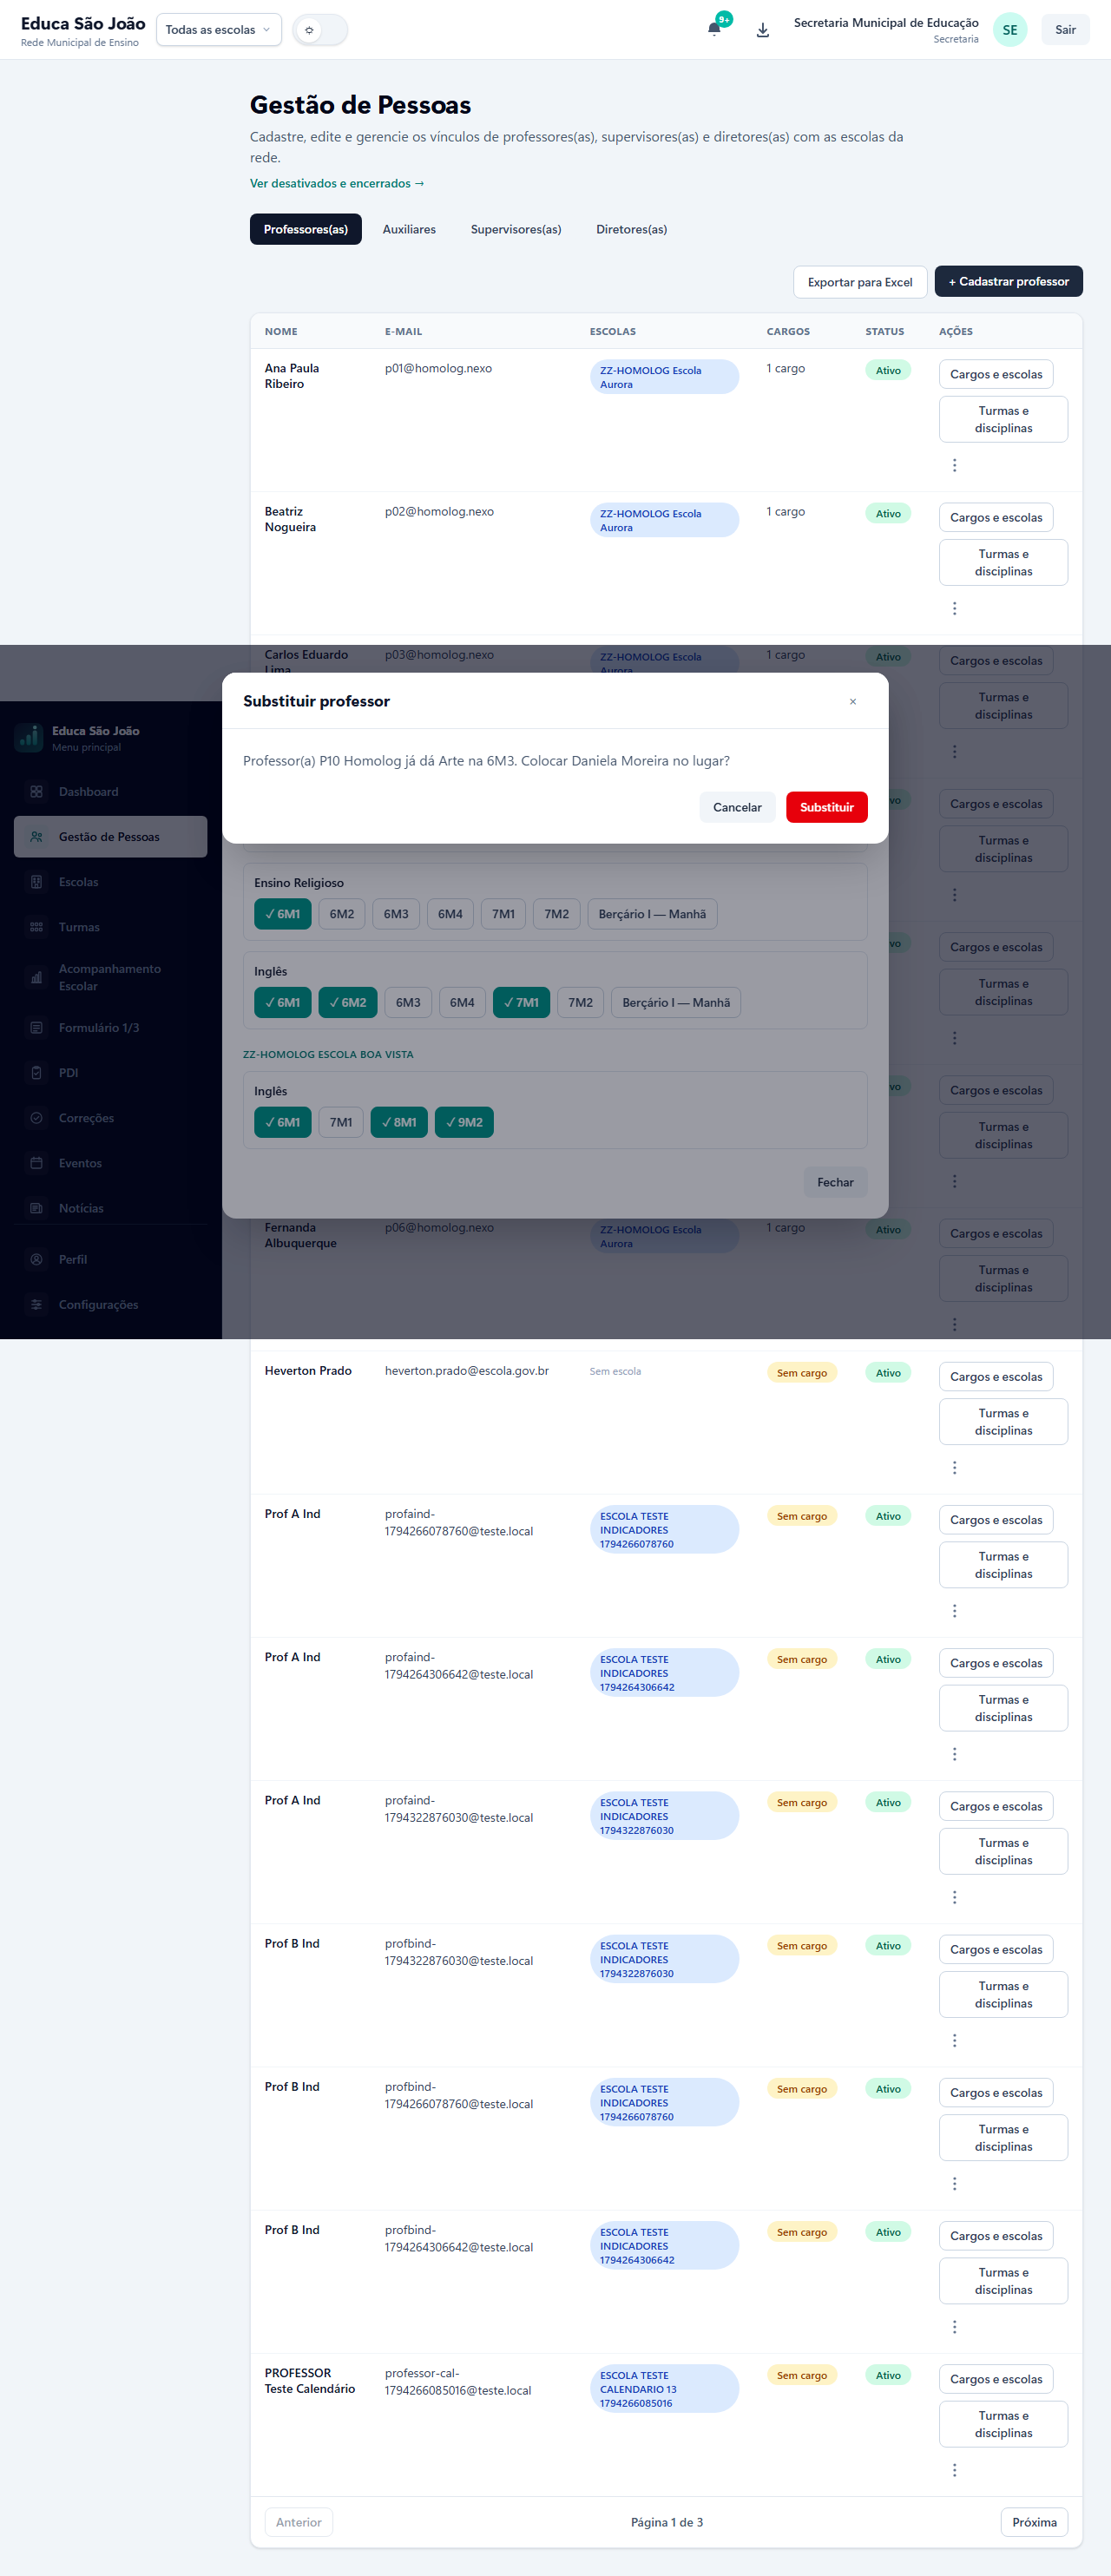 Educa São João
Rede Municipal de Ensino
Todas as escolas
9+
Secretaria Municipal de Educação
Secretaria
SE
Sair
Gestão de Pessoas
Cadastre, edite e gerencie os vínculos de professores(as), supervisores(as) e diretores(as) com as escolas da
rede.
Ver desativados e encerrados →
Professores(as)
Auxiliares
Supervisores(as)
Diretores(as)
Exportar para Excel
+ Cadastrar professor
NOME
E-MAIL
ESCOLAS
CARGOS
STATUS
AÇÕES
Ana Paula
Ribeiro
p01@homolog.nexo
ZZ-HOMOLOG Escola
Aurora
1 cargo
Ativo
Cargos e escolas
Turmas e
disciplinas
Beatriz
Nogueira
p02@homolog.nexo
ZZ-HOMOLOG Escola
Aurora
1 cargo
Ativo
Cargos e escolas
Turmas e
disciplinas
Carlos Eduardo
Lima
p03@homolog.nexo
ZZ-HOMOLOG Escola
Aurora
1 cargo
Ativo
Cargos e escolas
Turmas e
disciplinas
Substituir professor
×
Professor(a) P10 Homolog já dá Arte na 6M3. Colocar Daniela Moreira no lugar?
Cancelar
Substituir
Educa São João
Menu principal
Dashboard
Gestão de Pessoas
Escolas
Turmas
Acompanhamento
Escolar
Formulário 1/3
PDI
Correções
Eventos
Notícias
Perfil
Configurações
Ensino Religioso
✓ 6M1
6M2
6M3
6M4
7M1
7M2
Berçário I — Manhã
Inglês
✓ 6M1
✓ 6M2
6M3
6M4
✓ 7M1
7M2
Berçário I — Manhã
ZZ-HOMOLOG ESCOLA BOA VISTA
Inglês
✓ 6M1
7M1
✓ 8M1
✓ 9M2
Fechar
vo
Cargos e escolas
Turmas e
disciplinas
vo
Cargos e escolas
Turmas e
disciplinas
vo
Cargos e escolas
Turmas e
disciplinas
Fernanda
Albuquerque
p06@homolog.nexo
ZZ-HOMOLOG Escola
Aurora
1 cargo
Ativo
Cargos e escolas
Turmas e
disciplinas
Heverton Prado
heverton.prado@escola.gov.br
Sem escola
Sem cargo
Ativo
Cargos e escolas
Turmas e
disciplinas
Prof A Ind
profaind-
1794266078760@teste.local
ESCOLA TESTE
INDICADORES
1794266078760
Sem cargo
Ativo
Cargos e escolas
Turmas e
disciplinas
Prof A Ind
profaind-
1794264306642@teste.local
ESCOLA TESTE
INDICADORES
1794264306642
Sem cargo
Ativo
Cargos e escolas
Turmas e
disciplinas
Prof A Ind
profaind-
1794322876030@teste.local
ESCOLA TESTE
INDICADORES
1794322876030
Sem cargo
Ativo
Cargos e escolas
Turmas e
disciplinas
Prof B Ind
profbind-
1794322876030@teste.local
ESCOLA TESTE
INDICADORES
1794322876030
Sem cargo
Ativo
Cargos e escolas
Turmas e
disciplinas
Prof B Ind
profbind-
1794266078760@teste.local
ESCOLA TESTE
INDICADORES
1794266078760
Sem cargo
Ativo
Cargos e escolas
Turmas e
disciplinas
Prof B Ind
profbind-
1794264306642@teste.local
ESCOLA TESTE
INDICADORES
1794264306642
Sem cargo
Ativo
Cargos e escolas
Turmas e
disciplinas
PROFESSOR
Teste Calendário
professor-cal-
1794266085016@teste.local
ESCOLA TESTE
CALENDARIO 13
1794266085016
Sem cargo
Ativo
Cargos e escolas
Turmas e
disciplinas
Anterior
Página 1 de 3
Próxima